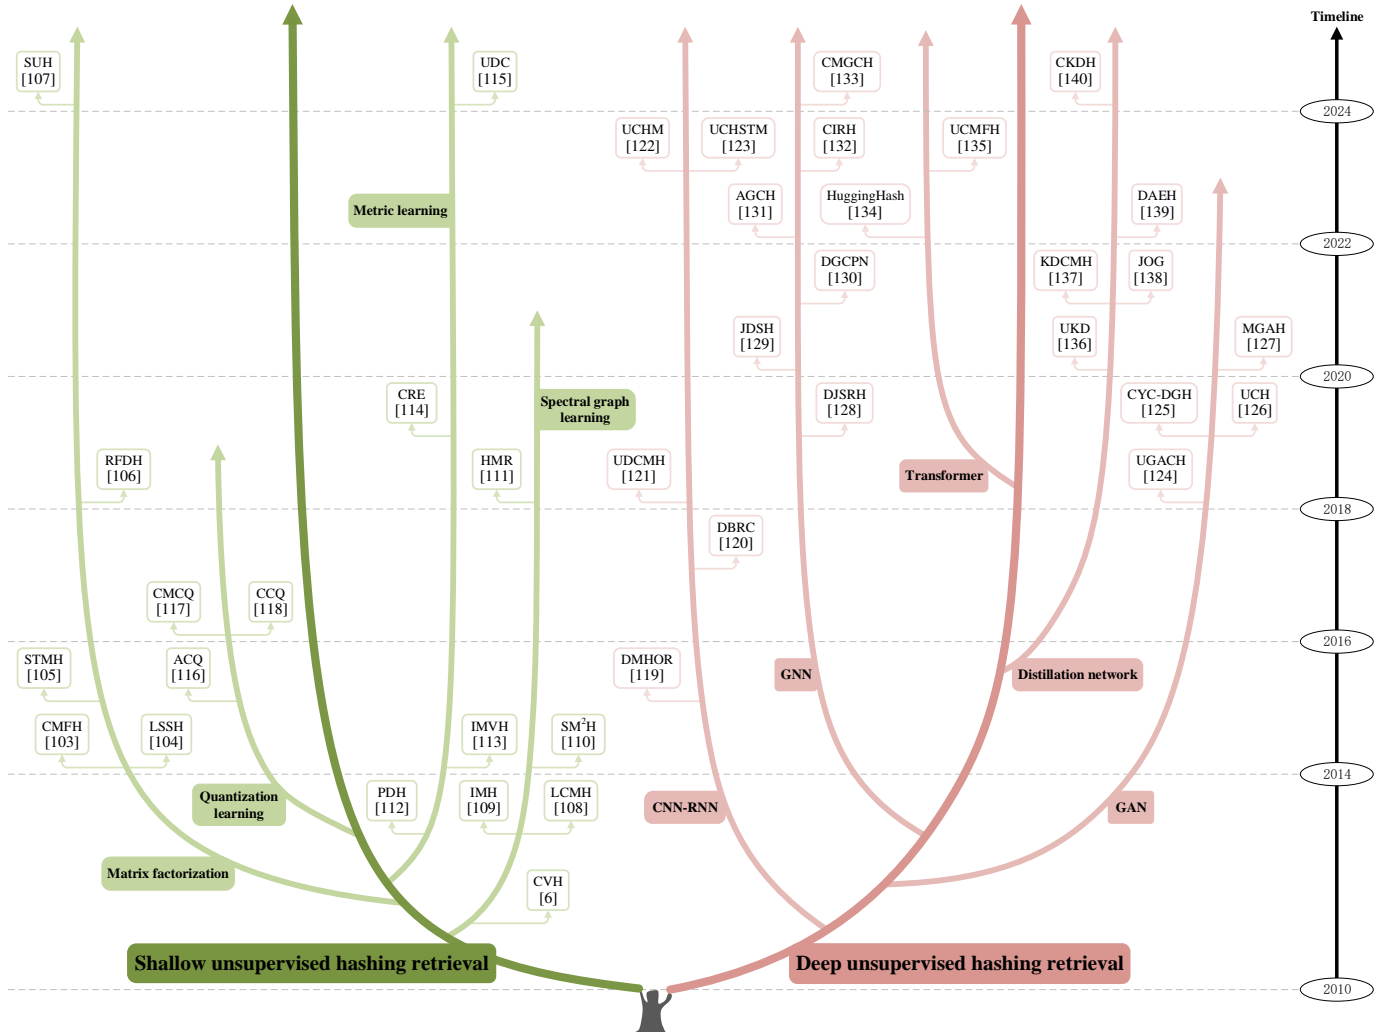 Timeline
SUH
[107]
UDC
[115]
CMGCH
[133]
CKDH
[140]
2024
UCHM
[122]
UCHSTM
[123]
CIRH
[132]
UCMFH
[135]
Metric learning
AGCH
[131]
HuggingHash
[134]
DAEH
[139]
2022
DGCPN
[130]
KDCMH
[137]
JOG
[138]
JDSH
[129]
UKD
[136]
MGAH
[127]
2020
CRE
[114]
Spectral graph
learning
DJSRH
[128]
CYC-DGH
[125]
UCH
[126]
RFDH
[106]
HMR
[111]
UDCMH
[121]
Transformer
UGACH
[124]
2018
DBRC
[120]
CMCQ
[117]
CCQ
[118]
2016
STMH
[105]
ACQ
[116]
DMHOR
[119]
GNN
Distillation network
CMFH
[103]
LSSH
[104]
IMVH
[113]
SM²H
[110]
2014
Quantization
learning
PDH
[112]
IMH
[109]
LCMH
[108]
CNN-RNN
GAN
Matrix factorization
CVH
[6]
Shallow unsupervised hashing retrieval
Deep unsupervised hashing retrieval
2010